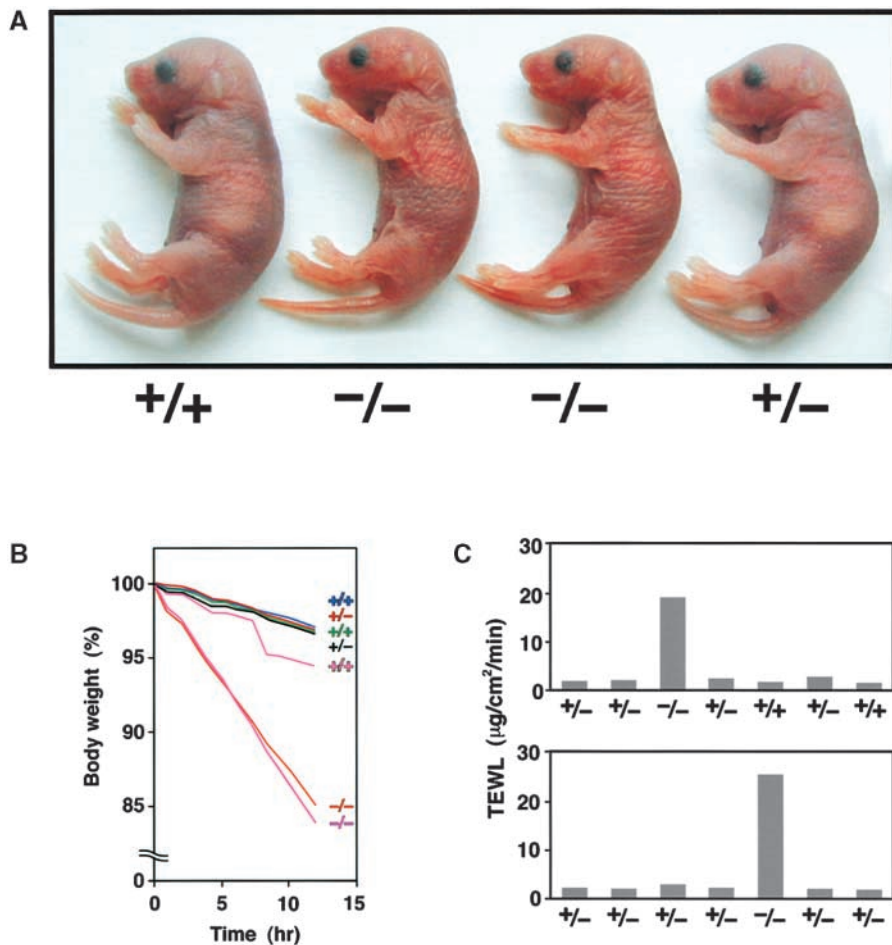 A
+/+ −/− −/− +/−
B
100
95
90
85
0
Body weight (%)
+/+
+/−
+/+
+/−
+/+
−/−
−/−
0 5 10 15
Time (hr)
C
TEWL (μg/cm²/min)
30
20
10
0
+/− +/− −/− +/− +/+ +/− +/+
30
20
10
0
+/− +/− +/− +/− −/− +/− +/−